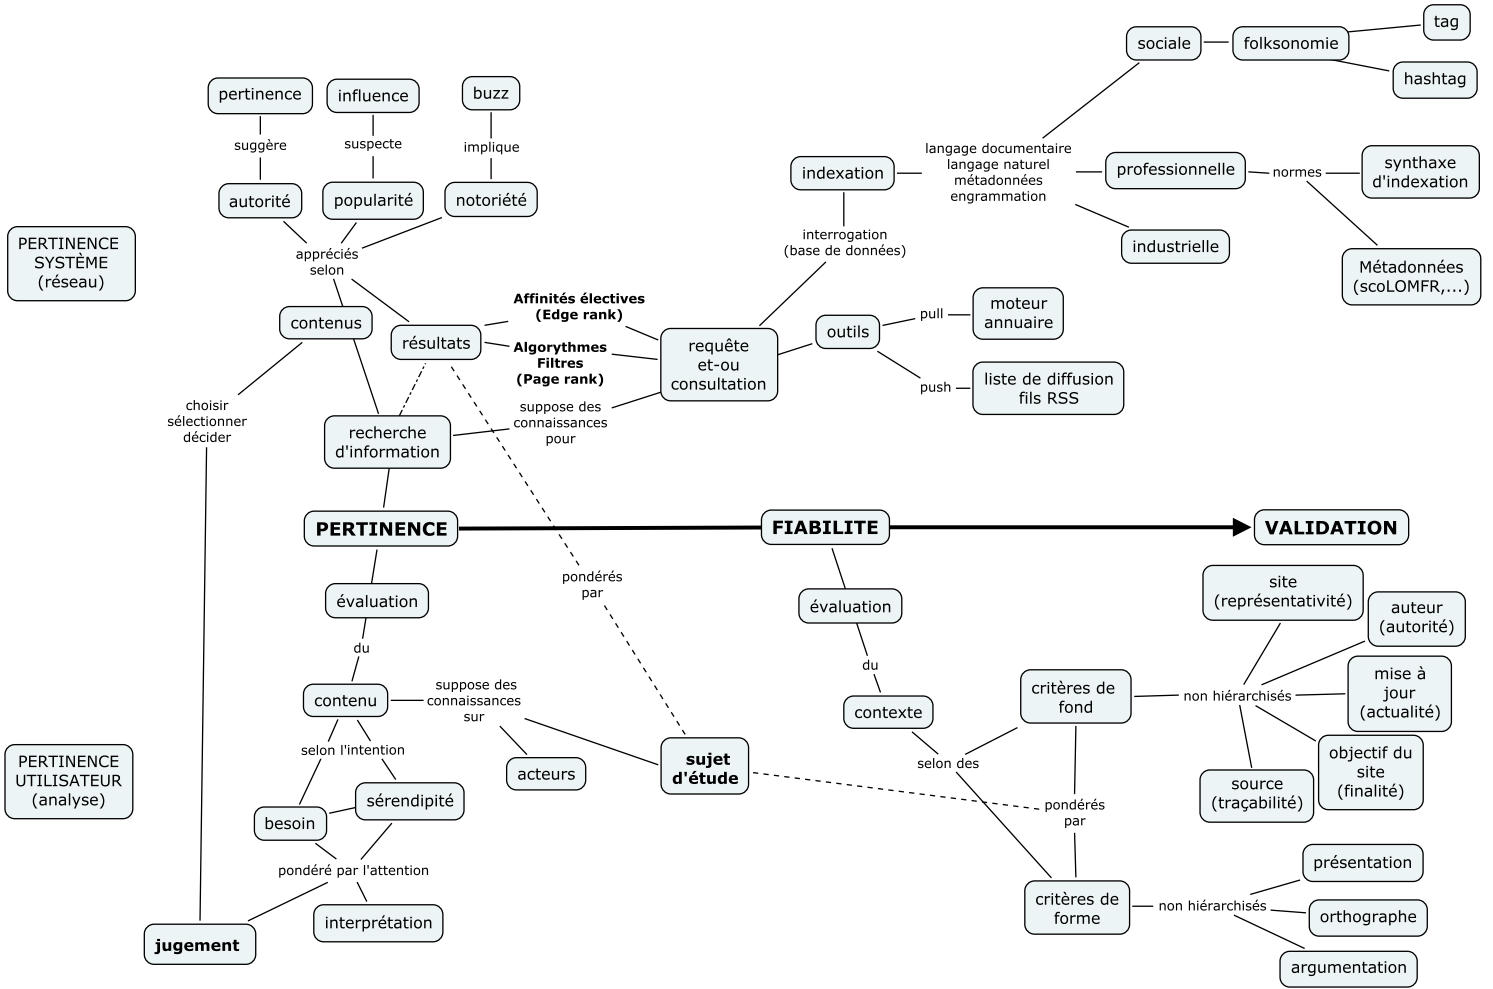 tag
sociale
folksonomie
hashtag
pertinence
influence
buzz
suggère
suspecte
implique
langage documentaire
langage naturel
métadonnées
engrammation
indexation
professionnelle
normes
synthaxe
d'indexation
autorité
popularité
notoriété
industrielle
interrogation
(base de données)
Métadonnées
(scoLOMFR,...)
PERTINENCE
SYSTÈME
(réseau)
appréciés
selon
contenus
résultats
Affinités électives
(Edge rank)
Algorythmes
Filtres
(Page rank)
requête
et-ou
consultation
outils
pull
moteur
annuaire
push
liste de diffusion
fils RSS
choisir
sélectionner
décider
suppose des
connaissances
pour
recherche
d'information
PERTINENCE
FIABILITE
VALIDATION
pondérés
par
évaluation
évaluation
site
(représentativité)
auteur
(autorité)
du
du
contenu
suppose des
connaissances
sur
contexte
critères de
fond
non hiérarchisés
mise à
jour
(actualité)
selon l'intention
acteurs
sujet
d'étude
selon des
objectif du
site
(finalité)
source
(traçabilité)
PERTINENCE
UTILISATEUR
(analyse)
besoin
sérendipité
pondérés
par
pondéré par l'attention
interprétation
jugement
critères de
forme
non hiérarchisés
présentation
orthographe
argumentation